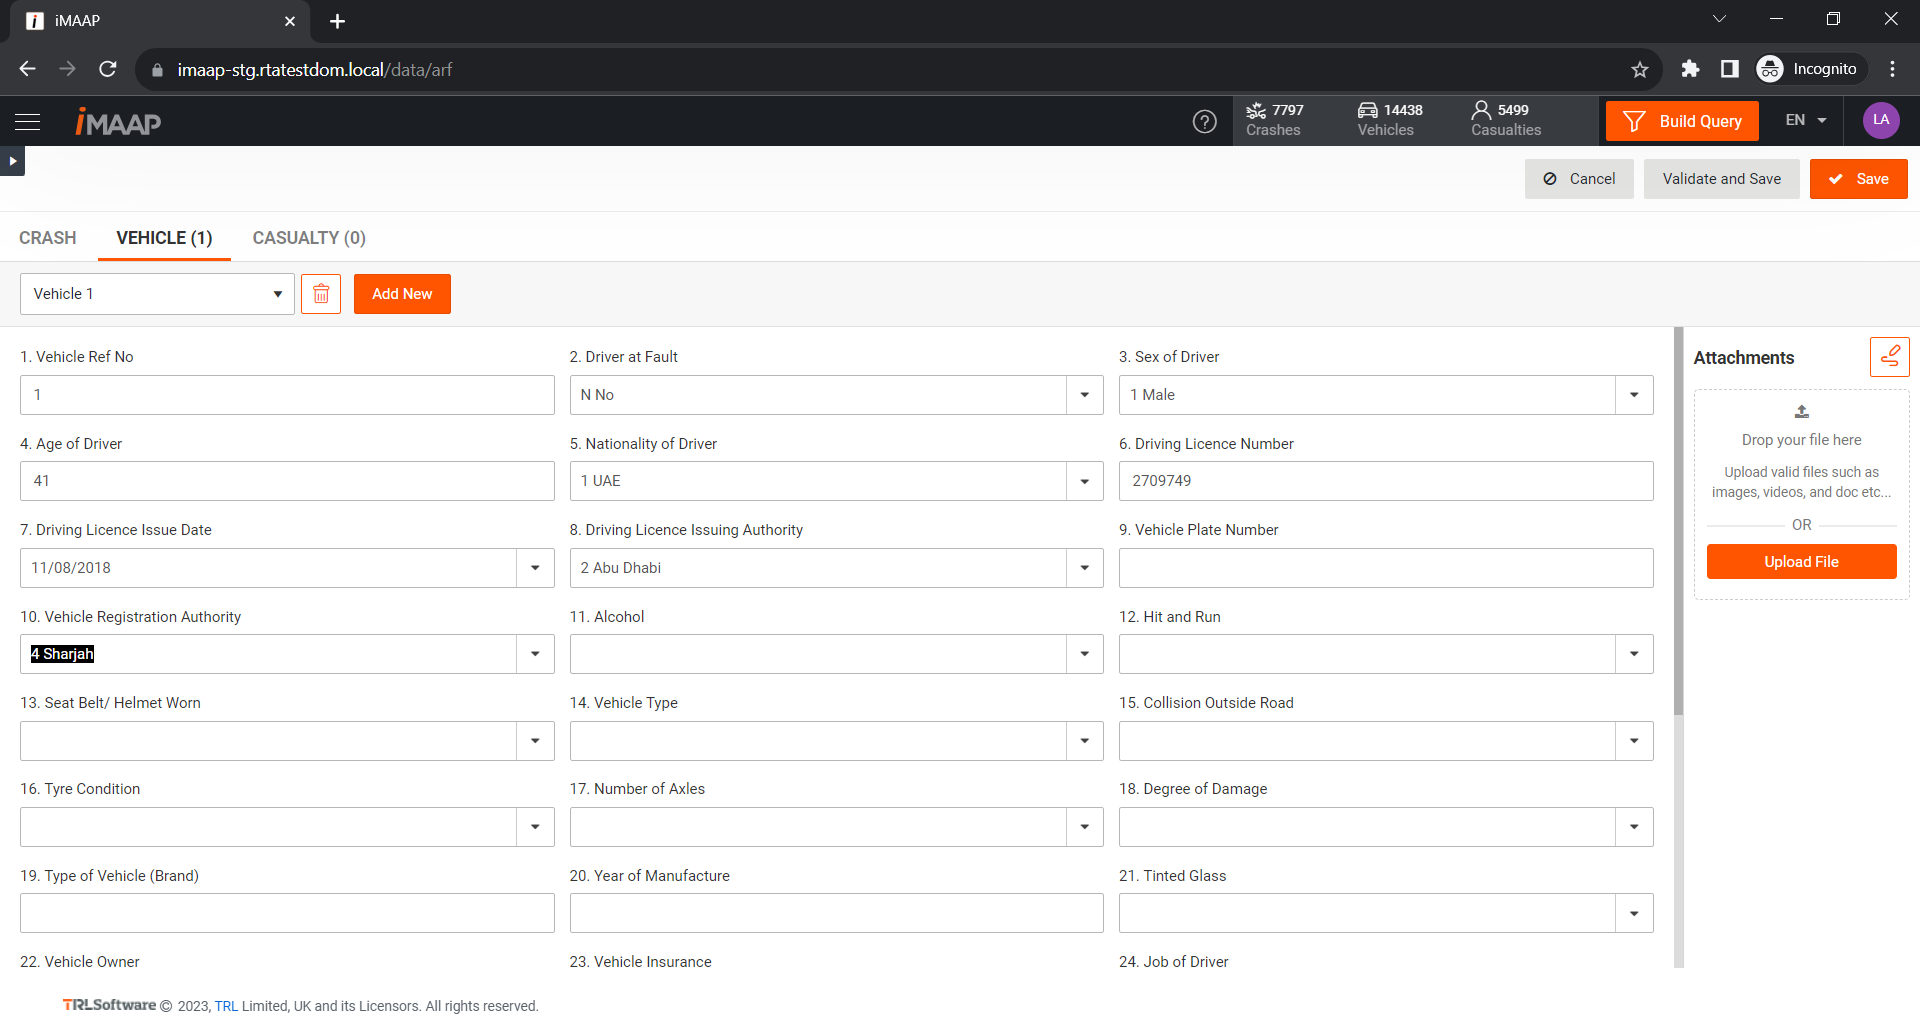 iMAAP
imaap-stg.rtatestdom.local/data/arf
Incognito
iMAAP
7797
Crashes
14438
Vehicles
5499
Casualties
Build Query
EN
LA
Cancel
Validate and Save
Save
CRASH
VEHICLE (1)
CASUALTY (0)
Vehicle 1
Add New
1. Vehicle Ref No
2. Driver at Fault
3. Sex of Driver
1
N No
1 Male
4. Age of Driver
5. Nationality of Driver
6. Driving Licence Number
41
1 UAE
2709749
7. Driving Licence Issue Date
8. Driving Licence Issuing Authority
9. Vehicle Plate Number
11/08/2018
2 Abu Dhabi
10. Vehicle Registration Authority
11. Alcohol
12. Hit and Run
4 Sharjah
13. Seat Belt/ Helmet Worn
14. Vehicle Type
15. Collision Outside Road
16. Tyre Condition
17. Number of Axles
18. Degree of Damage
19. Type of Vehicle (Brand)
20. Year of Manufacture
21. Tinted Glass
22. Vehicle Owner
23. Vehicle Insurance
24. Job of Driver
Attachments
Drop your file here
Upload valid files such as
images, videos, and doc etc...
OR
Upload File
TRLSoftware © 2023, TRL Limited, UK and its Licensors. All rights reserved.